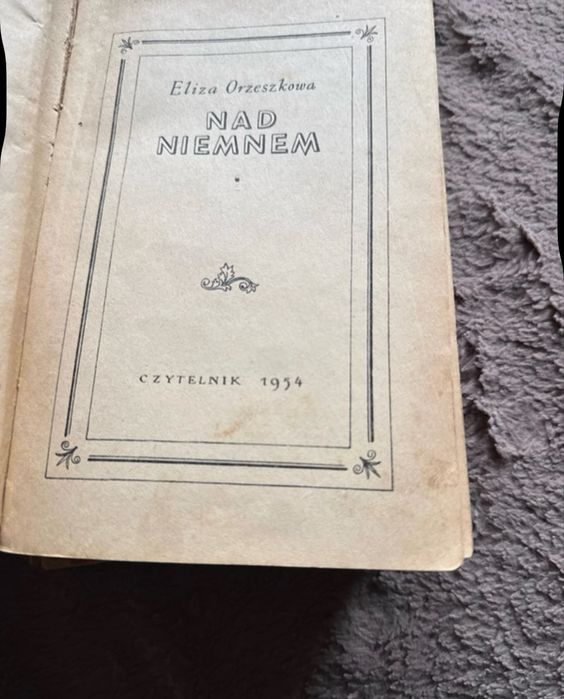 Eliza Orzeszkowa
NAD
NIEMNEM
CZYTELNIK 1954